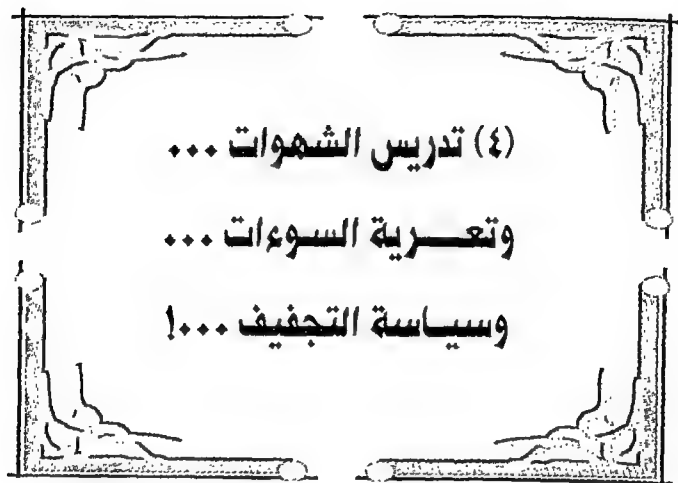 (٤) تدريس الشهوات ...
وتعرية السوءات ...
وسياسة التجفيف ...!